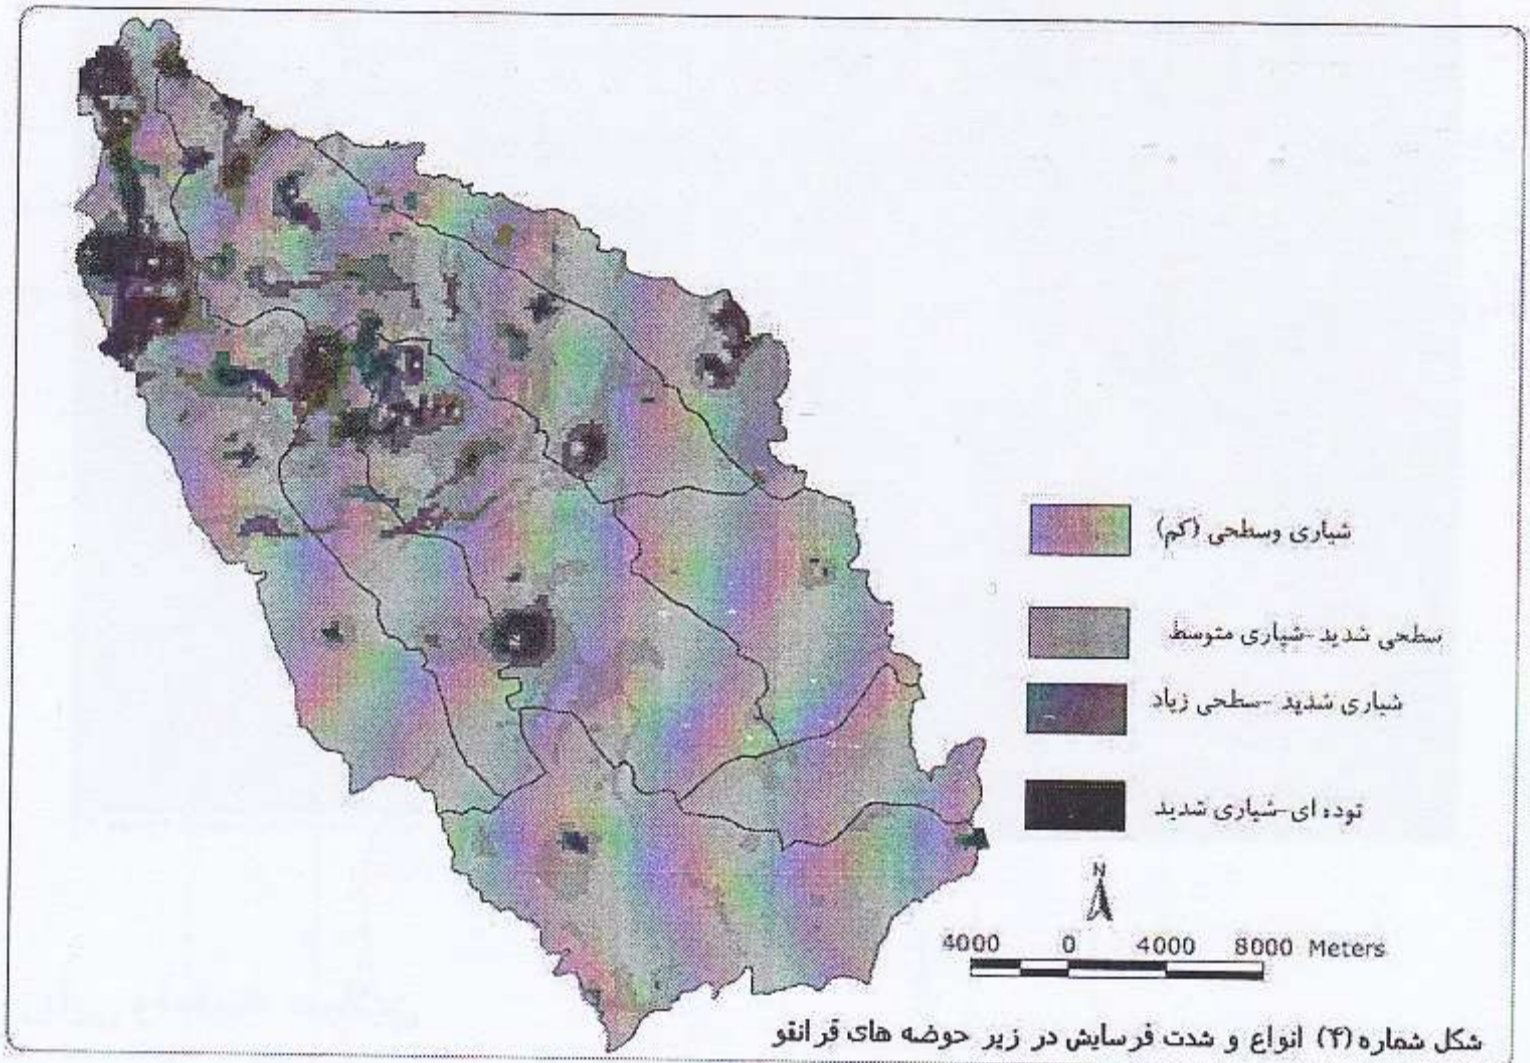 شیاری وسطحی (کم)
سطحی شدید -شیاری متوسط
شیاری شدید -سطحی زیاد
توده ای-شیاری شدید
N
4000 0 4000 8000 Meters
شکل شماره (۴) انواع و شدت فرسایش در زیر حوضه های قرانقو